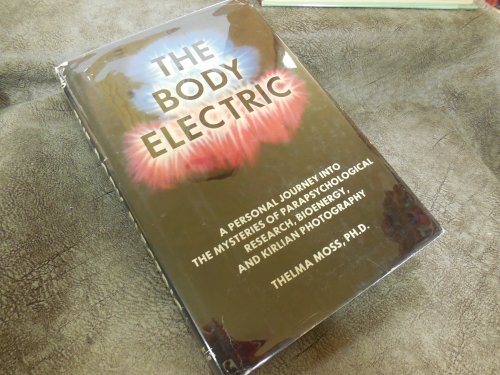 THE
BODY
ELECTRIC
A PERSONAL JOURNEY INTO
THE MYSTERIES OF PARAPSYCHOLOGICAL
RESEARCH, BIOENERGY,
AND KIRLIAN PHOTOGRAPHY
THELMA MOSS, PH.D.